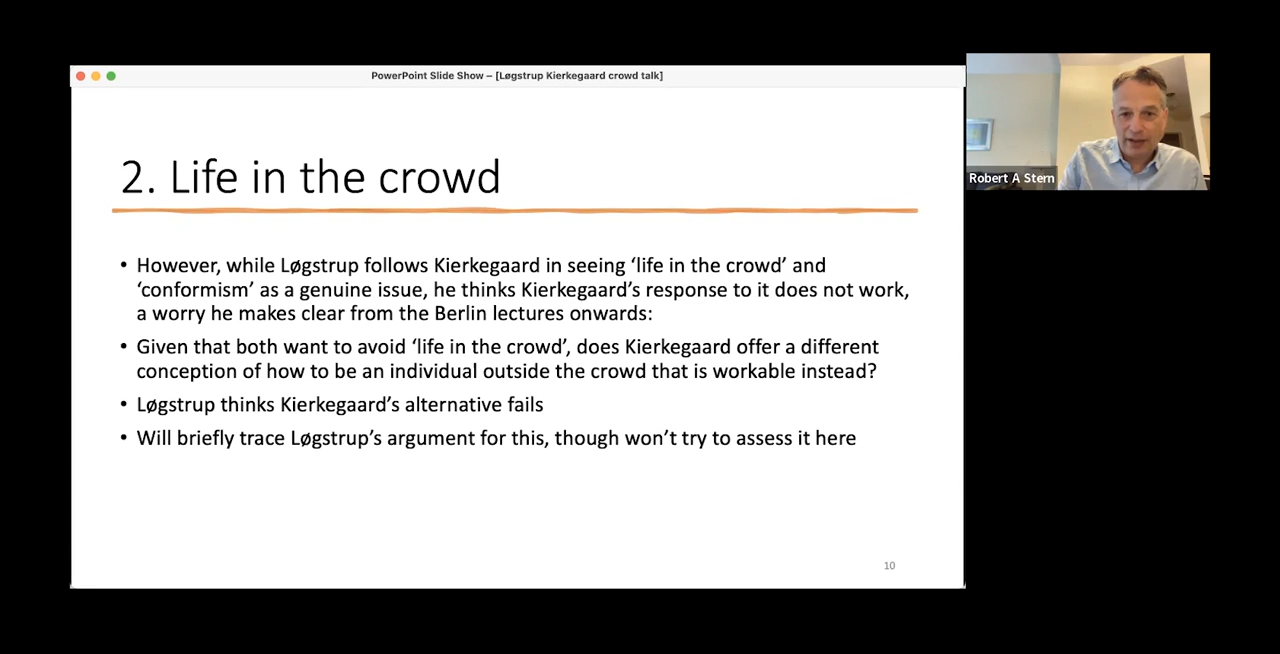 PowerPoint Slide Show – [Løgstrup Kierkegaard crowd talk]
Robert A Stern
2. Life in the crowd
• However, while Løgstrup follows Kierkegaard in seeing ‘life in the crowd’ and
‘conformism’ as a genuine issue, he thinks Kierkegaard’s response to it does not work,
a worry he makes clear from the Berlin lectures onwards:
• Given that both want to avoid ‘life in the crowd’, does Kierkegaard offer a different
conception of how to be an individual outside the crowd that is workable instead?
• Løgstrup thinks Kierkegaard’s alternative fails
• Will briefly trace Løgstrup’s argument for this, though won’t try to assess it here
10